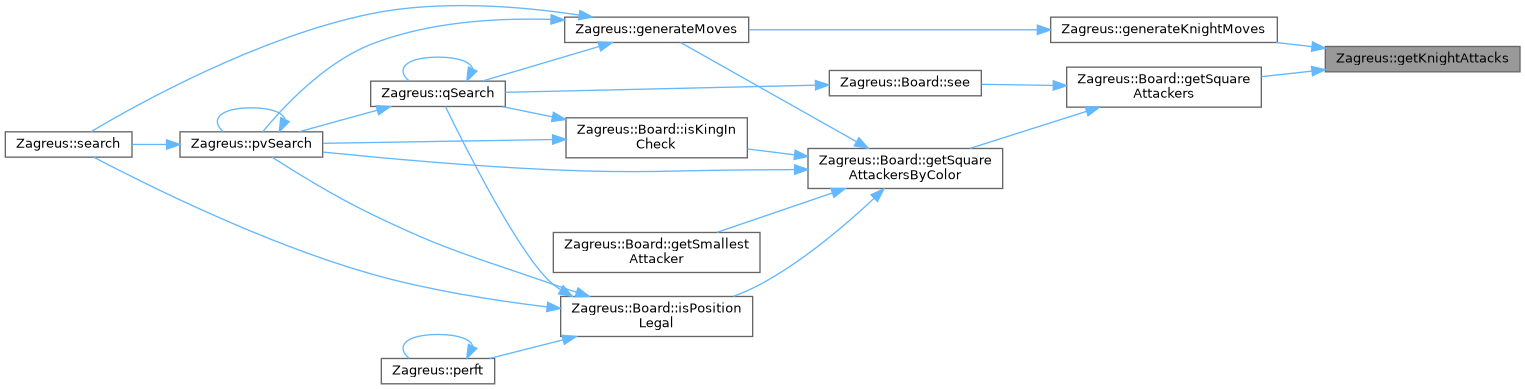 Zagreus::generateMoves
Zagreus::generateKnightMoves
Zagreus::getKnightAttacks
Zagreus::qSearch
Zagreus::Board::see
Zagreus::Board::getSquare
Attackers
Zagreus::search
Zagreus::pvSearch
Zagreus::Board::isKingIn
Check
Zagreus::Board::getSquare
AttackersByColor
Zagreus::Board::getSmallest
Attacker
Zagreus::Board::isPosition
Legal
Zagreus::perft